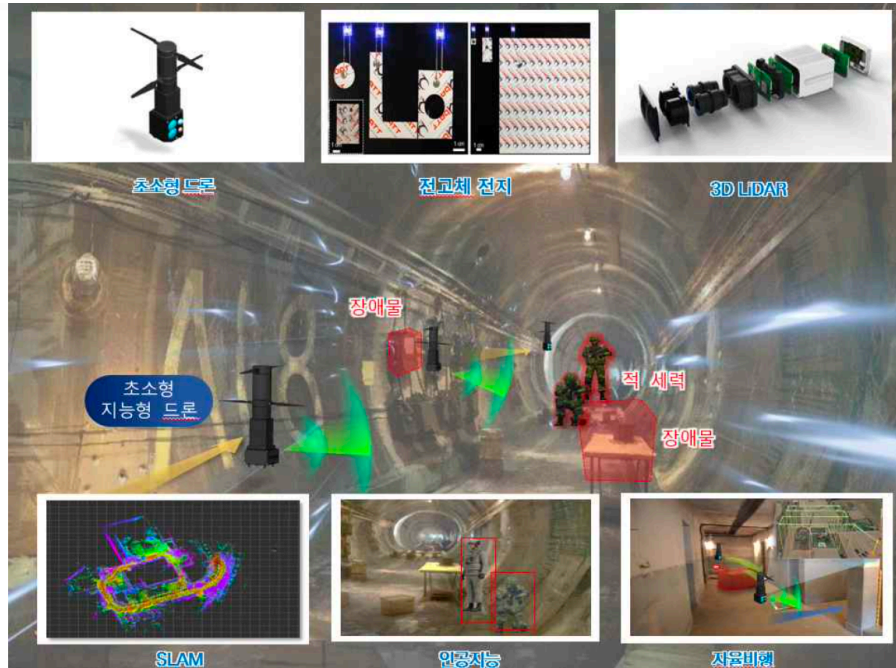 초소형 드론
전고체 전지
3D LiDAR
장애물
초소형
지능형 드론
적 세력
장애물
SLAM
인공지능
자율비행